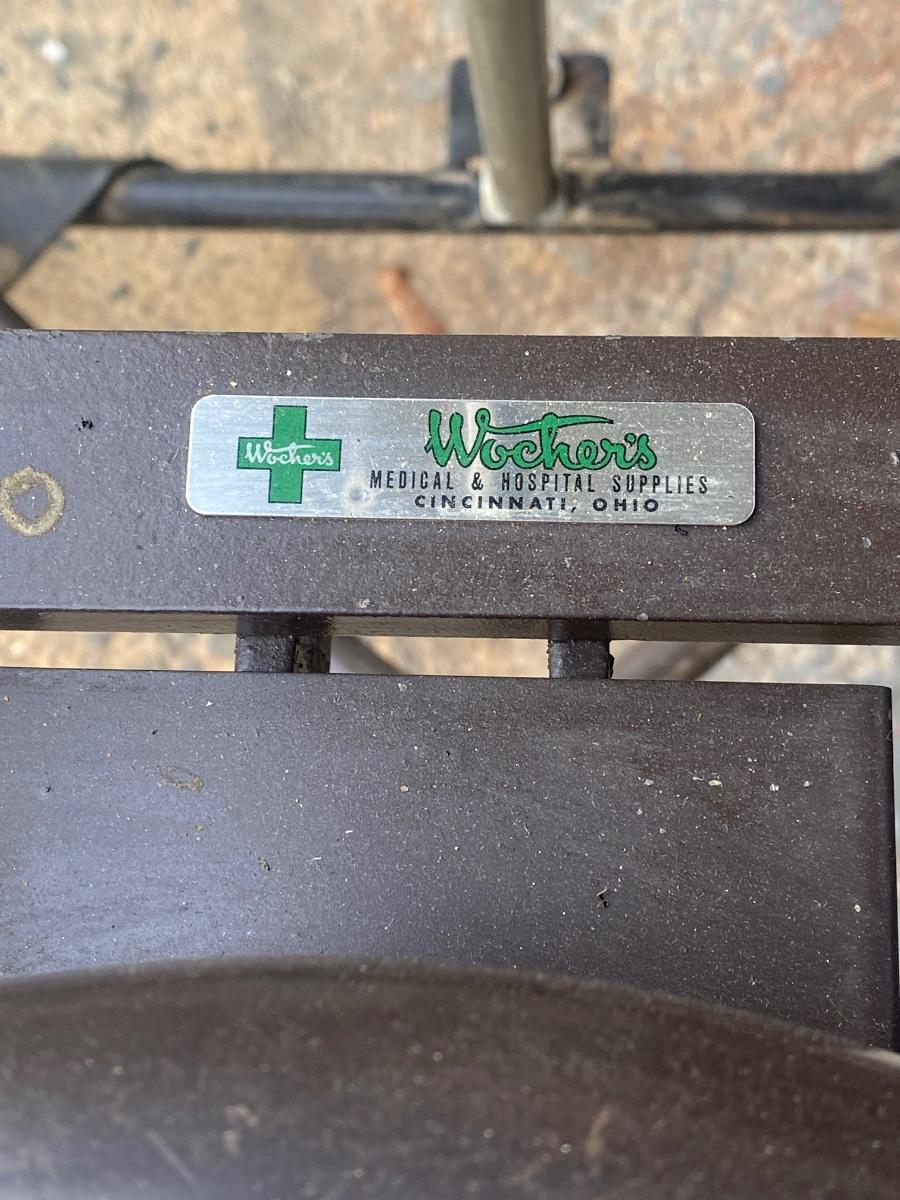 Wocher's
Wocher's
MEDICAL & HOSPITAL SUPPLIES
CINCINNATI, OHIO